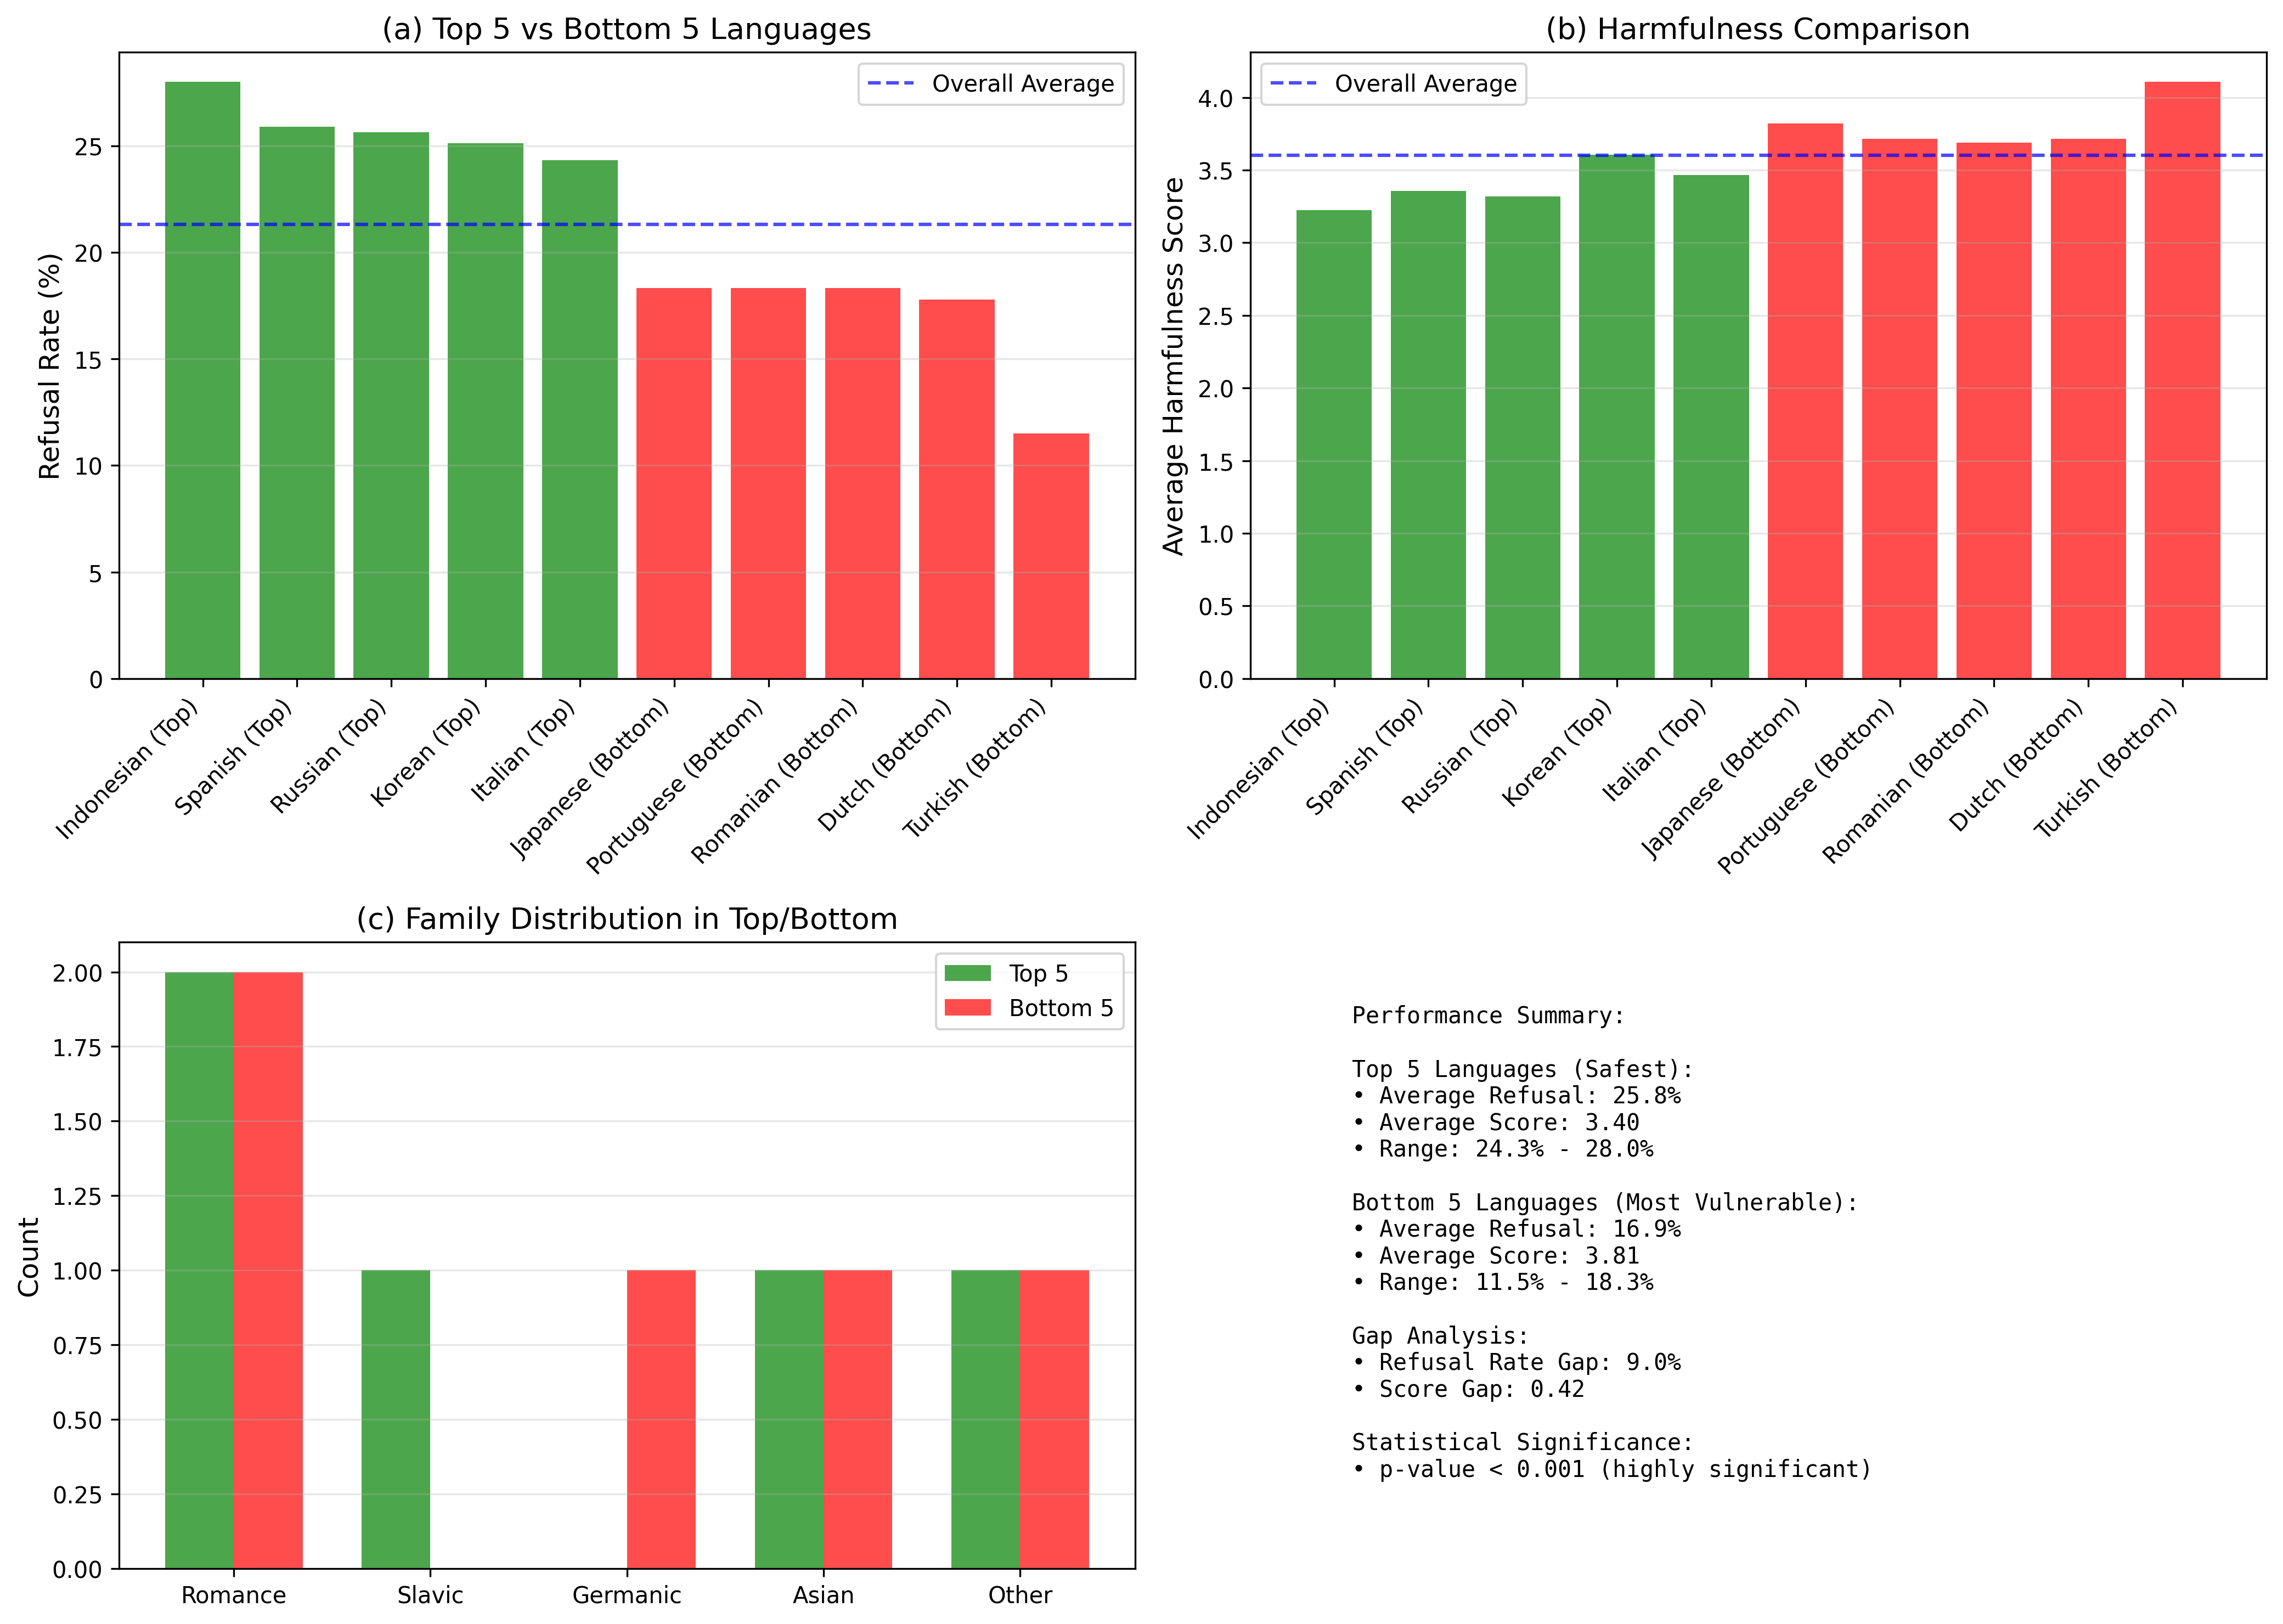 (a) Top 5 vs Bottom 5 Languages
Overall Average
Refusal Rate (%)
25
20
15
10
5
0
Indonesian (Top)
Spanish (Top)
Russian (Top)
Korean (Top)
Italian (Top)
Japanese (Bottom)
Portuguese (Bottom)
Romanian (Bottom)
Dutch (Bottom)
Turkish (Bottom)
(b) Harmfulness Comparison
Overall Average
Average Harmfulness Score
4.0
3.5
3.0
2.5
2.0
1.5
1.0
0.5
0.0
Indonesian (Top)
Spanish (Top)
Russian (Top)
Korean (Top)
Italian (Top)
Japanese (Bottom)
Portuguese (Bottom)
Romanian (Bottom)
Dutch (Bottom)
Turkish (Bottom)
(c) Family Distribution in Top/Bottom
Top 5
Bottom 5
Count
2.00
1.75
1.50
1.25
1.00
0.75
0.50
0.25
0.00
Romance
Slavic
Germanic
Asian
Other
Performance Summary:
Top 5 Languages (Safest):
• Average Refusal: 25.8%
• Average Score: 3.40
• Range: 24.3% - 28.0%
Bottom 5 Languages (Most Vulnerable):
• Average Refusal: 16.9%
• Average Score: 3.81
• Range: 11.5% - 18.3%
Gap Analysis:
• Refusal Rate Gap: 9.0%
• Score Gap: 0.42
Statistical Significance:
• p-value < 0.001 (highly significant)